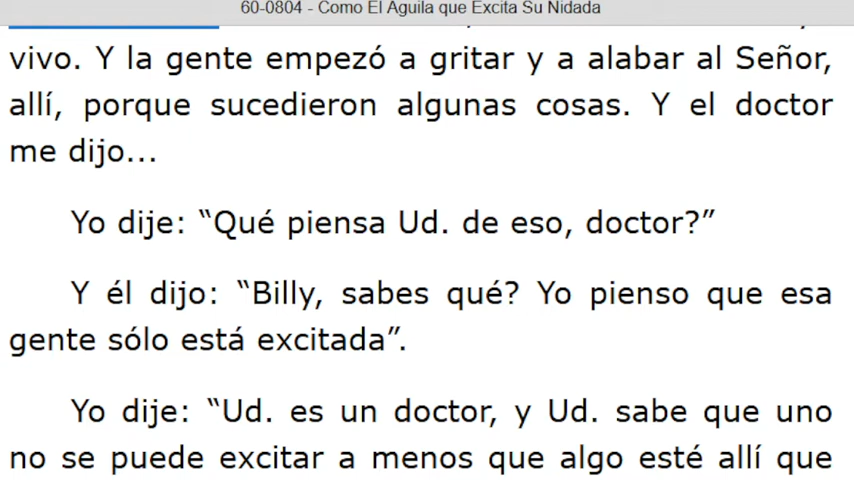 60-0804 - Como El Aguila que Excita Su Nidada
vivo. Y la gente empezó a gritar y a alabar al Señor,
allí, porque sucedieron algunas cosas. Y el doctor
me dijo...
Yo dije: “Qué piensa Ud. de eso, doctor?”
Y él dijo: “Billy, sabes qué? Yo pienso que esa
gente sólo está excitada”.
Yo dije: “Ud. es un doctor, y Ud. sabe que uno
no se puede excitar a menos que algo esté allí que